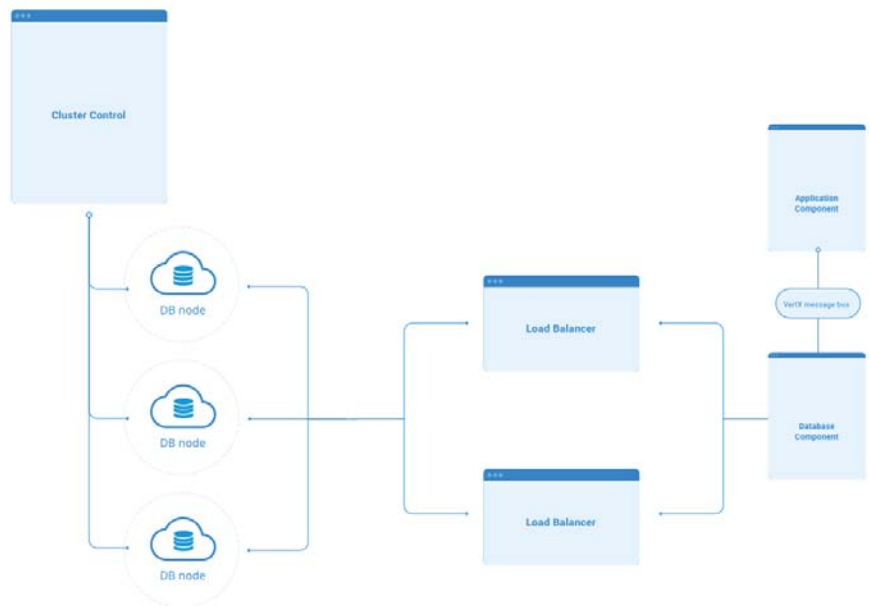 Cluster Control
Application
Component
DB node
VertX message bus
Load Balancer
DB node
Database
Component
Load Balancer
DB node